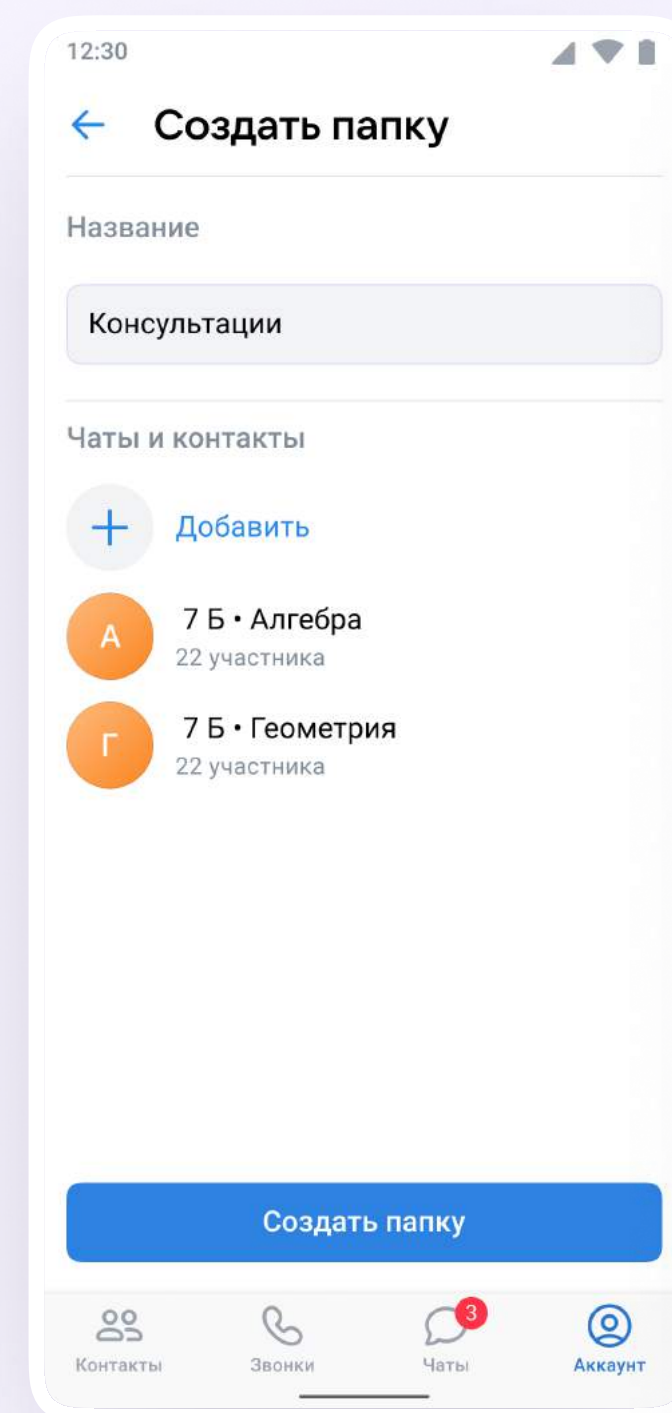 12:30
Создать папку
Название
Консультации
Чаты и контакты
Добавить
А
7 Б • Алгебра
22 участника
Г
7 Б • Геометрия
22 участника
Создать папку
3
Контакты Звонки Чаты Аккаунт